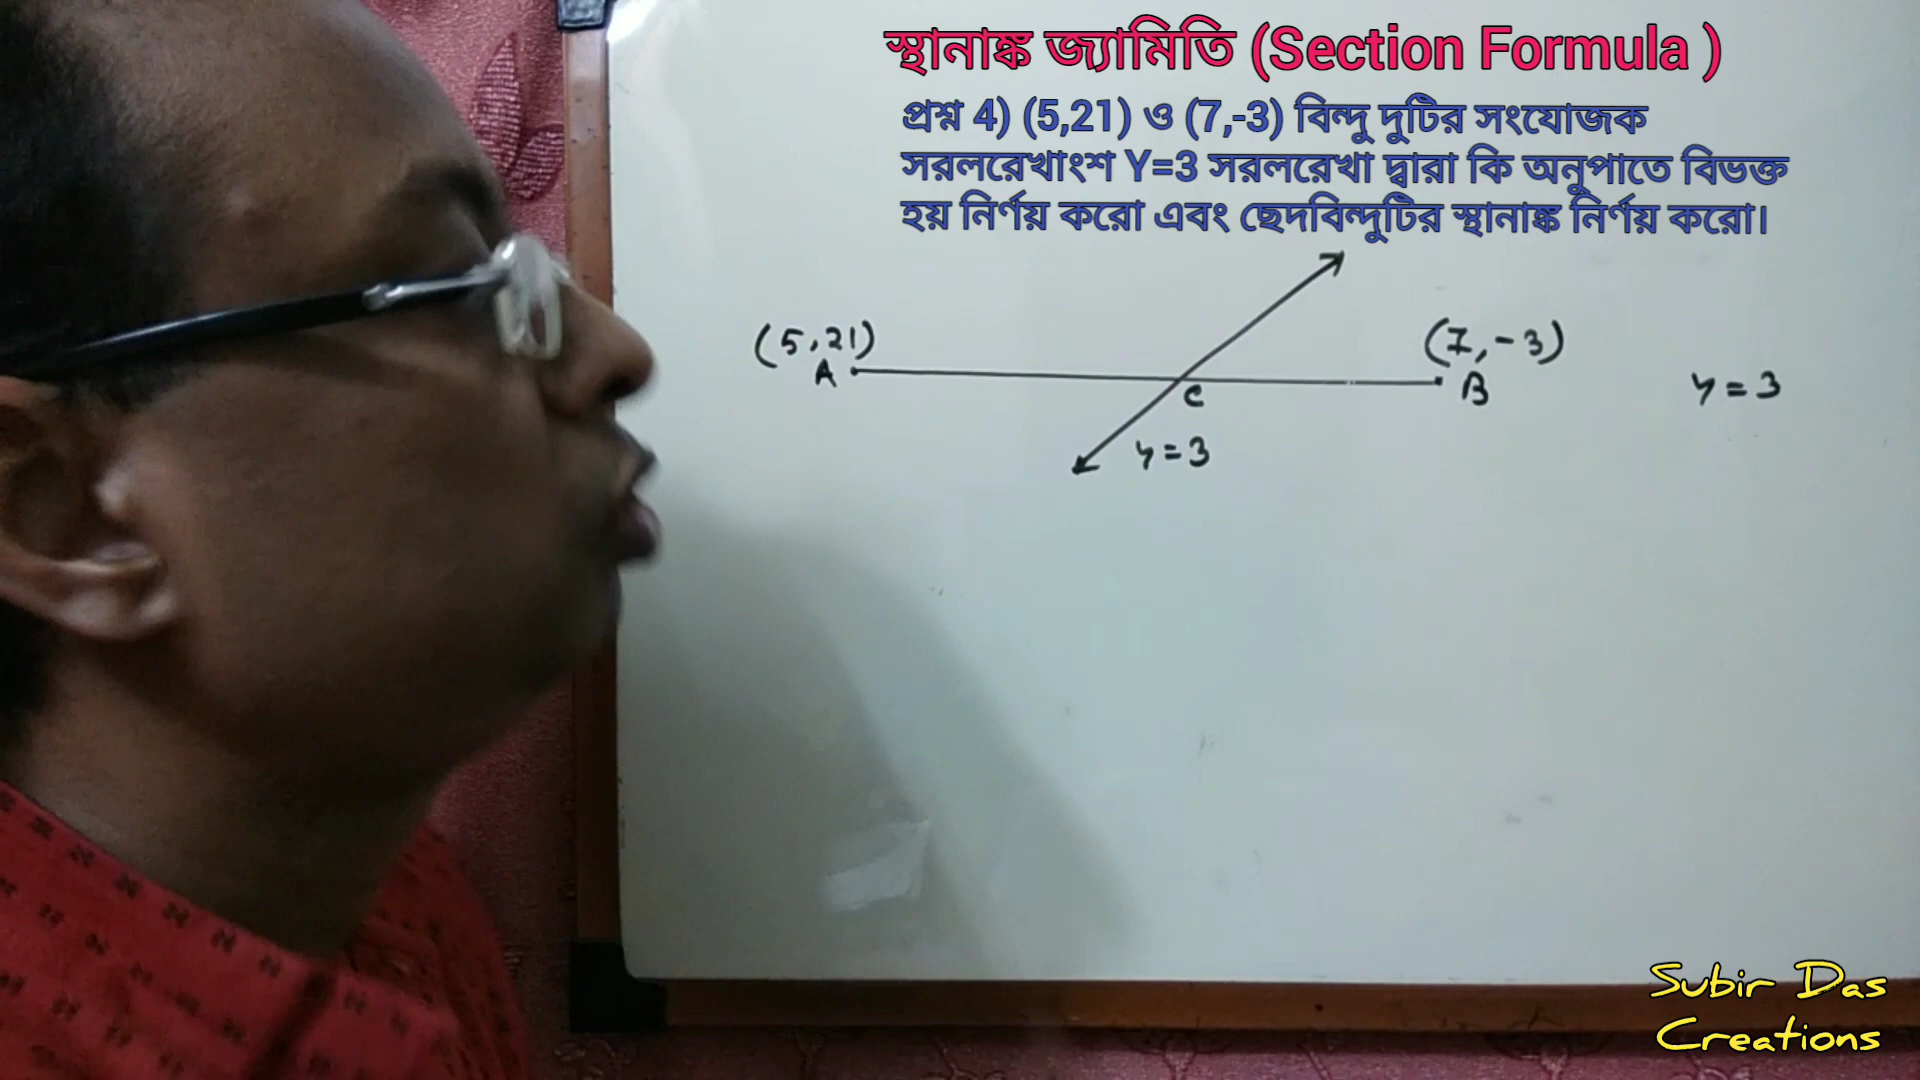 স্থানাঙ্ক জ্যামিতি (Section Formula )
প্রশ্ন 4) (5,21) ও (7,-3) বিন্দু দুটির সংযোজক
সরলরেখাংশ Y=3 সরলরেখা দ্বারা কি অনুপাতে বিভক্ত
হয় নির্ণয় করো এবং ছেদবিন্দুটির স্থানাঙ্ক নির্ণয় করো।
(5,21) (7,-3)
A C B y=3
y=3
Subir Das
Creations